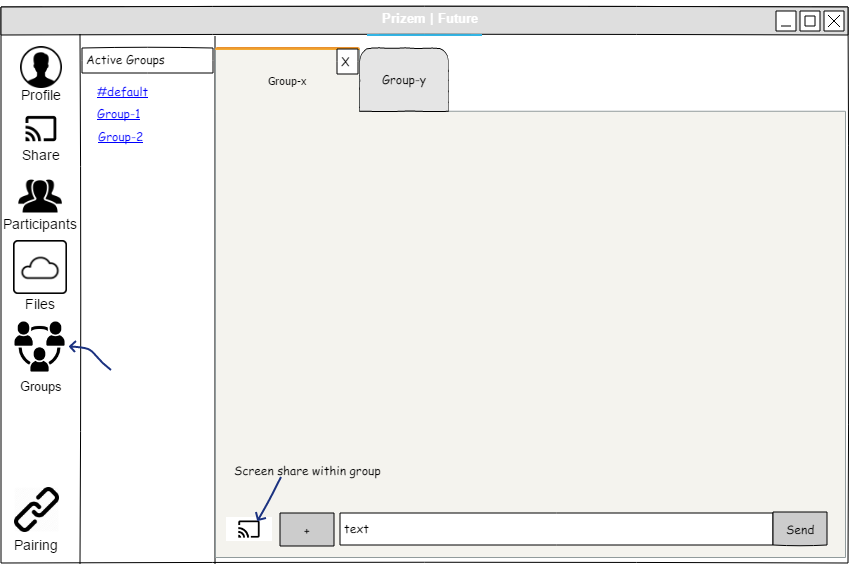 Prizem | Future
Profile
Share
Participants
Files
Groups
Pairing
Active Groups
#default
Group-1
Group-2
Group-x
X
Group-y
Screen share within group
+
text
Send